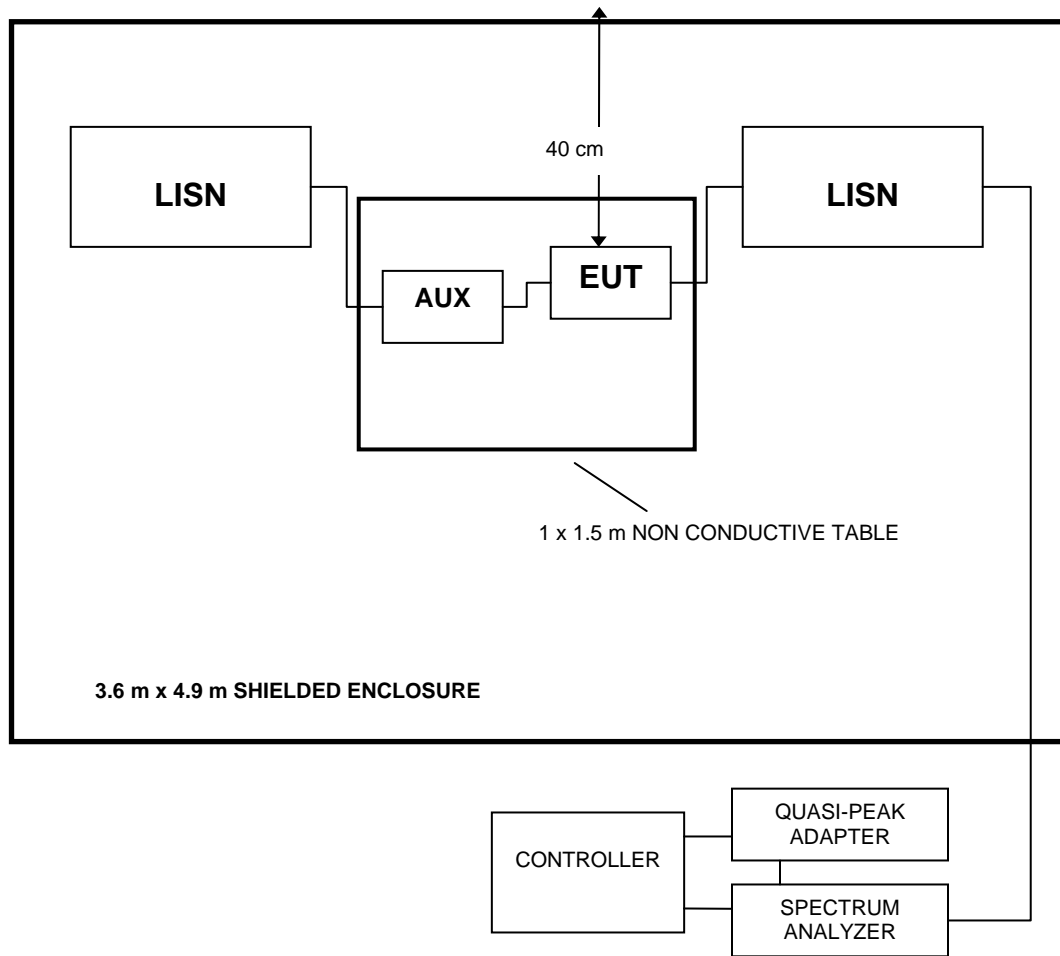 40 cm
LISN
LISN
AUX
EUT
1 x 1.5 m NON CONDUCTIVE TABLE
3.6 m x 4.9 m SHIELDED ENCLOSURE
CONTROLLER
QUASI-PEAK
ADAPTER
SPECTRUM
ANALYZER